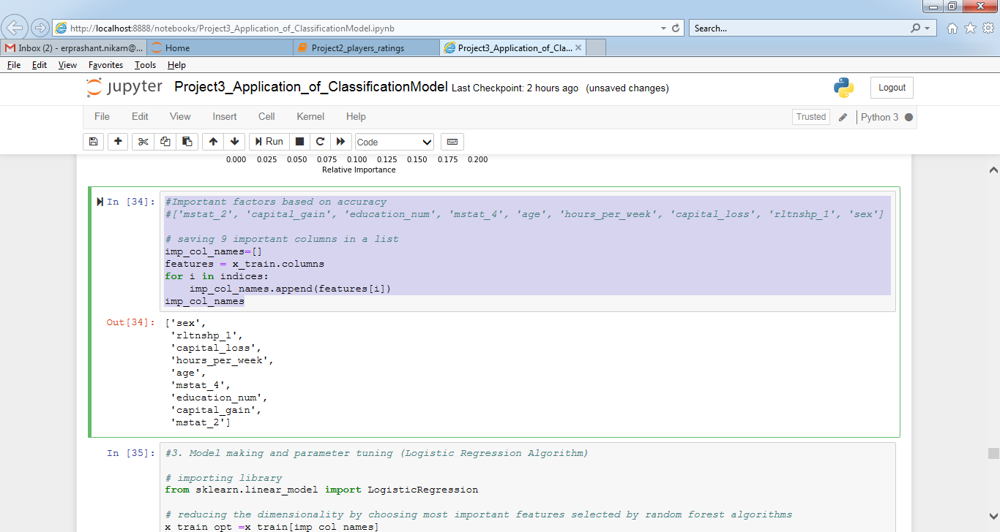 http://localhost:8888/notebooks/Project3_Application_of_ClassificationModel.ipynb
Search...
Inbox (2) - erprashant.nikam@...
Home
Project2_players_ratings
Project3_Application_of_Cla...
File Edit View Favorites Tools Help
jupyter Project3_Application_of_ClassificationModel Last Checkpoint: 2 hours ago (unsaved changes)
Logout
File Edit View Insert Cell Kernel Help
Trusted
Python 3
Run
Code
0.000 0.025 0.050 0.075 0.100 0.125 0.150 0.175 0.200
Relative Importance
In [34]:
#Important factors based on accuracy
#['mstat_2', 'capital_gain', 'education_num', 'mstat_4', 'age', 'hours_per_week', 'capital_loss', 'rltnshp_1', 'sex']
# saving 9 important columns in a list
imp_col_names=[]
features = x_train.columns
for i in indices:
    imp_col_names.append(features[i])
imp_col_names
Out[34]:
['sex',
 'rltnshp_1',
 'capital_loss',
 'hours_per_week',
 'age',
 'mstat_4',
 'education_num',
 'capital_gain',
 'mstat_2']
In [35]:
#3. Model making and parameter tuning (Logistic Regression Algorithm)
# importing library
from sklearn.linear_model import LogisticRegression
# reducing the dimensionality by choosing most important features selected by random forest algorithms
x_train_opt =x_train[imp_col_names]